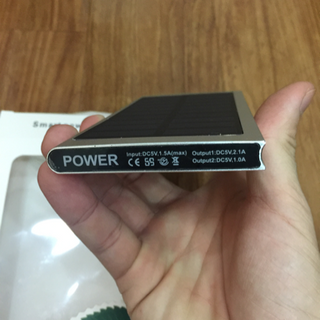 POWER
Input:DC5V.1.5A(max)
Output1:DC5V.2.1A
Output2:DC5V.1.0A